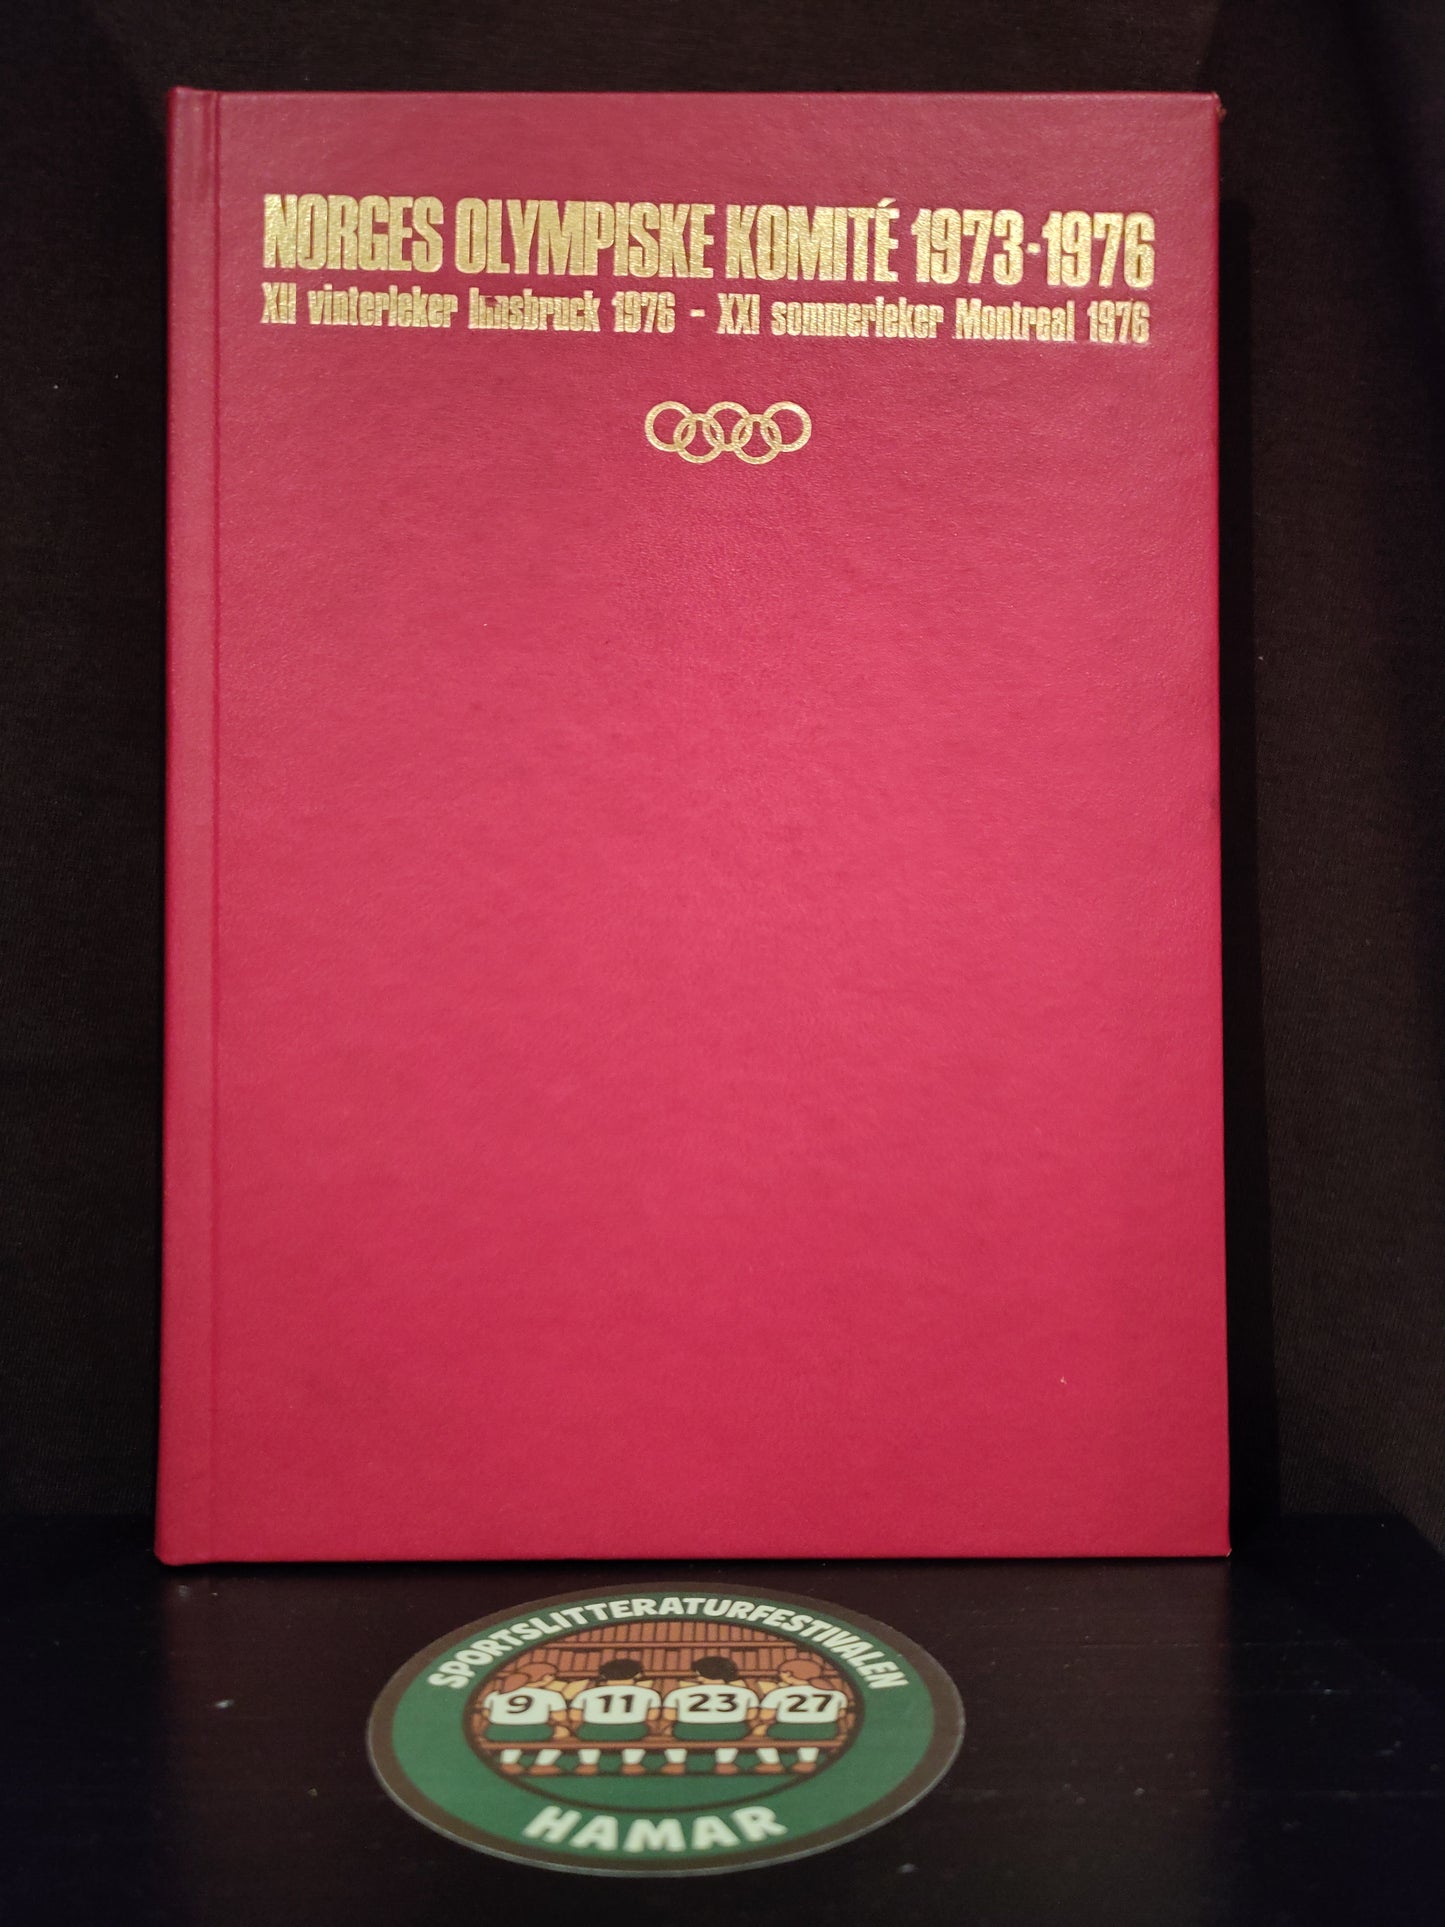 NORGES OLYMPISKE KOMITÉ 1973-1976
XII vinterleker Innsbruck 1976 - XXI sommerleker Montreal 1976
SPORTSLITTERATURFESTIVALEN
9 11 23 27
HAMAR